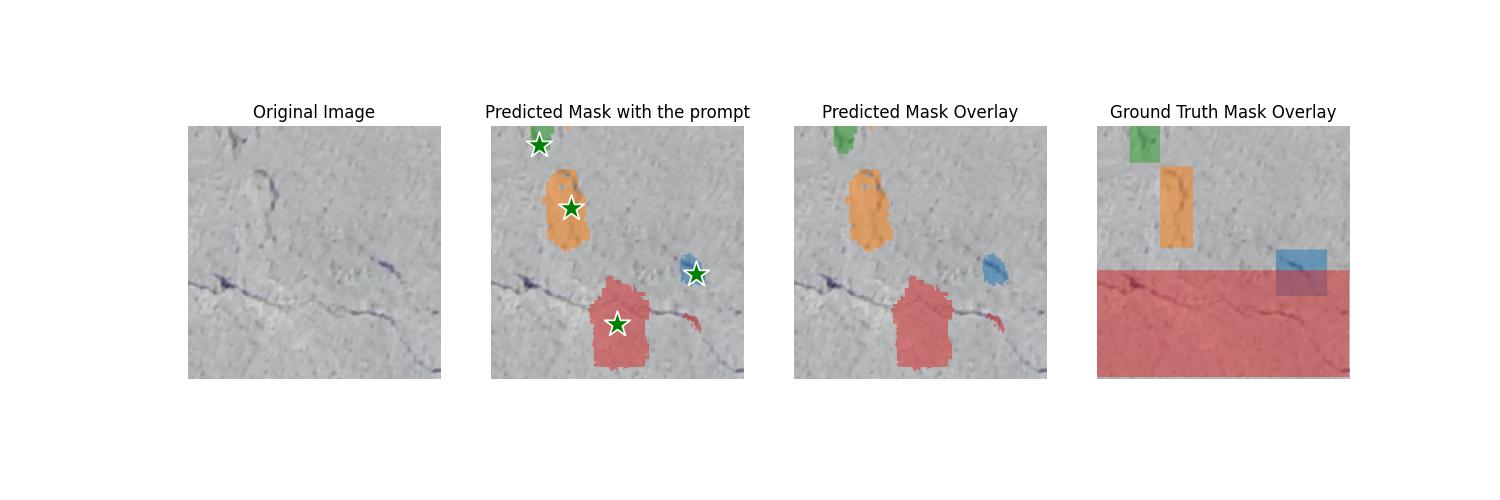 Original Image
Predicted Mask with the prompt
Predicted Mask Overlay
Ground Truth Mask Overlay